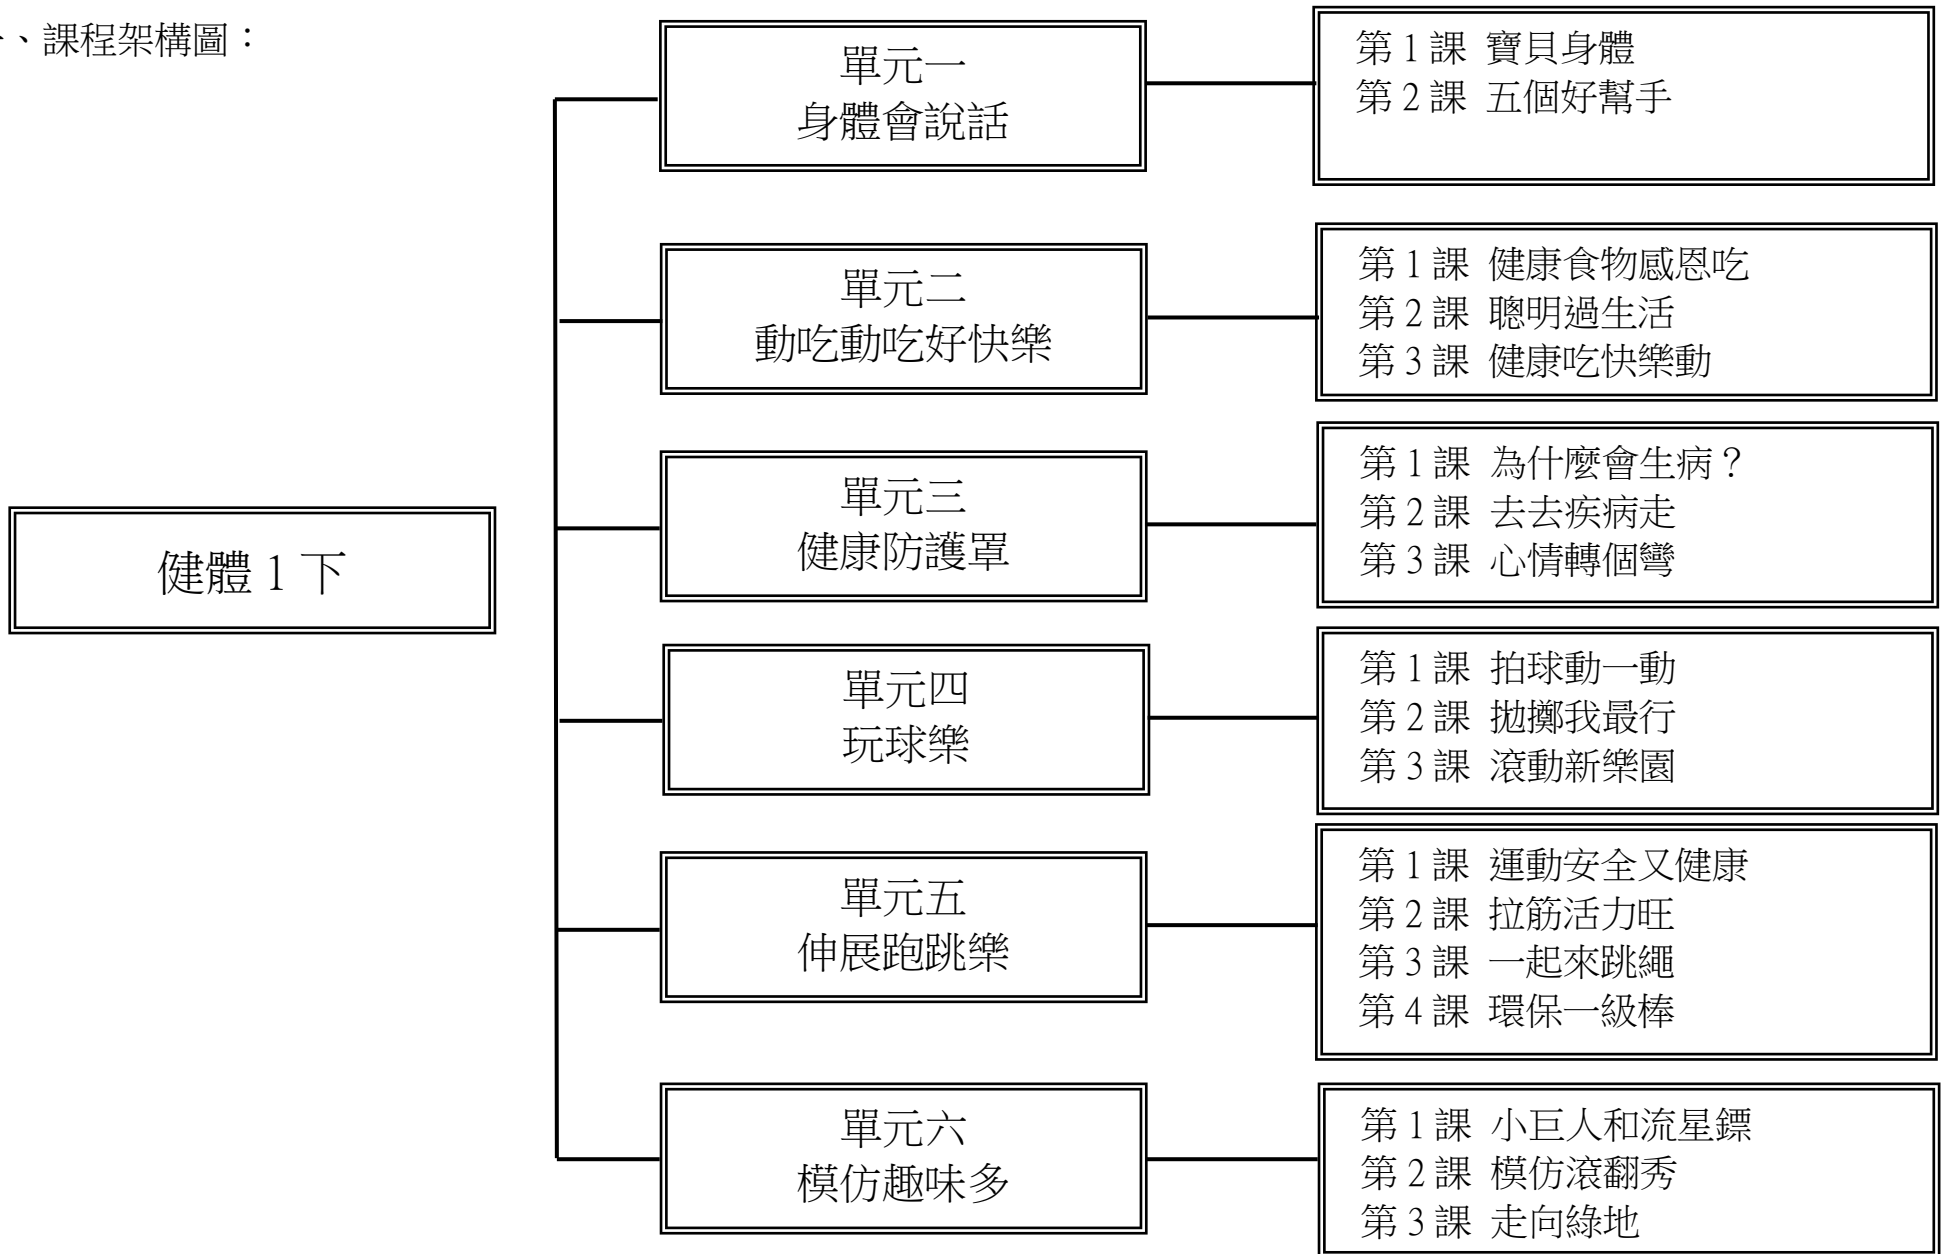 、課程架構圖：
單元一
身體會說話
第1課 寶貝身體
第2課 五個好幫手
單元二
動吃動吃好快樂
第1課 健康食物感恩吃
第2課 聰明過生活
第3課 健康吃快樂動
單元三
健康防護罩
第1課 為什麼會生病？
第2課 去去疾病走
第3課 心情轉個彎
健體1下
單元四
玩球樂
第1課 拍球動一動
第2課 拋擲我最行
第3課 滾動新樂園
單元五
伸展跑跳樂
第1課 運動安全又健康
第2課 拉筋活力旺
第3課 一起來跳繩
第4課 環保一級棒
單元六
模仿趣味多
第1課 小巨人和流星鏢
第2課 模仿滾翻秀
第3課 走向綠地